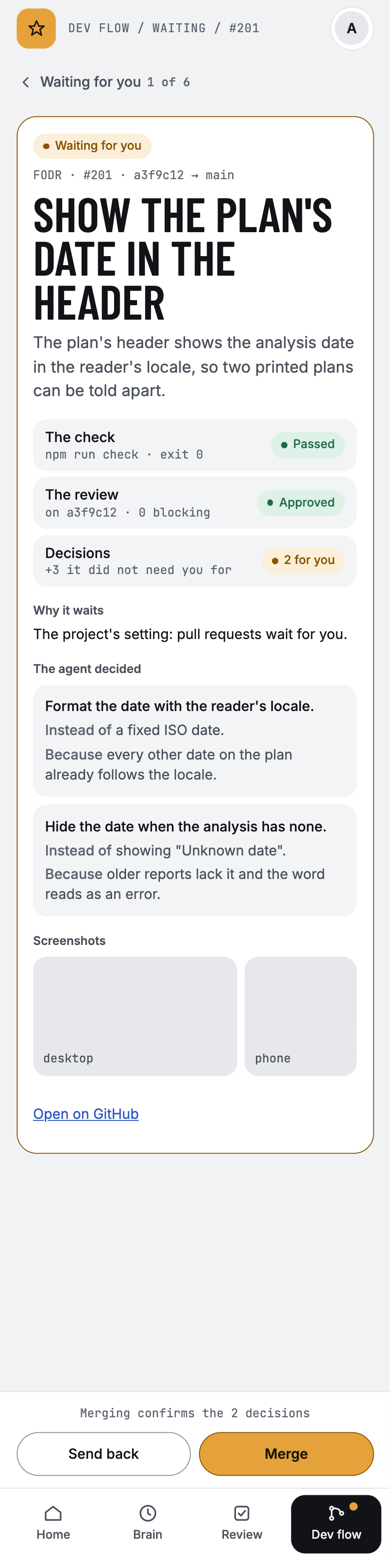 DEV FLOW / WAITING / #201
A
Waiting for you 1 of 6
Waiting for you
FODR · #201 · a3f9c12 → main
SHOW THE PLAN'S
DATE IN THE
HEADER
The plan's header shows the analysis date
in the reader's locale, so two printed plans
can be told apart.
The check
npm run check · exit 0
Passed
The review
on a3f9c12 · 0 blocking
Approved
Decisions
+3 it did not need you for
2 for you
Why it waits
The project's setting: pull requests wait for you.
The agent decided
Format the date with the reader's locale.
Instead of a fixed ISO date.
Because every other date on the plan
already follows the locale.
Hide the date when the analysis has none.
Instead of showing "Unknown date".
Because older reports lack it and the word
reads as an error.
Screenshots
desktop
phone
Open on GitHub
Merging confirms the 2 decisions
Send back
Merge
Home
Brain
Review
Dev flow